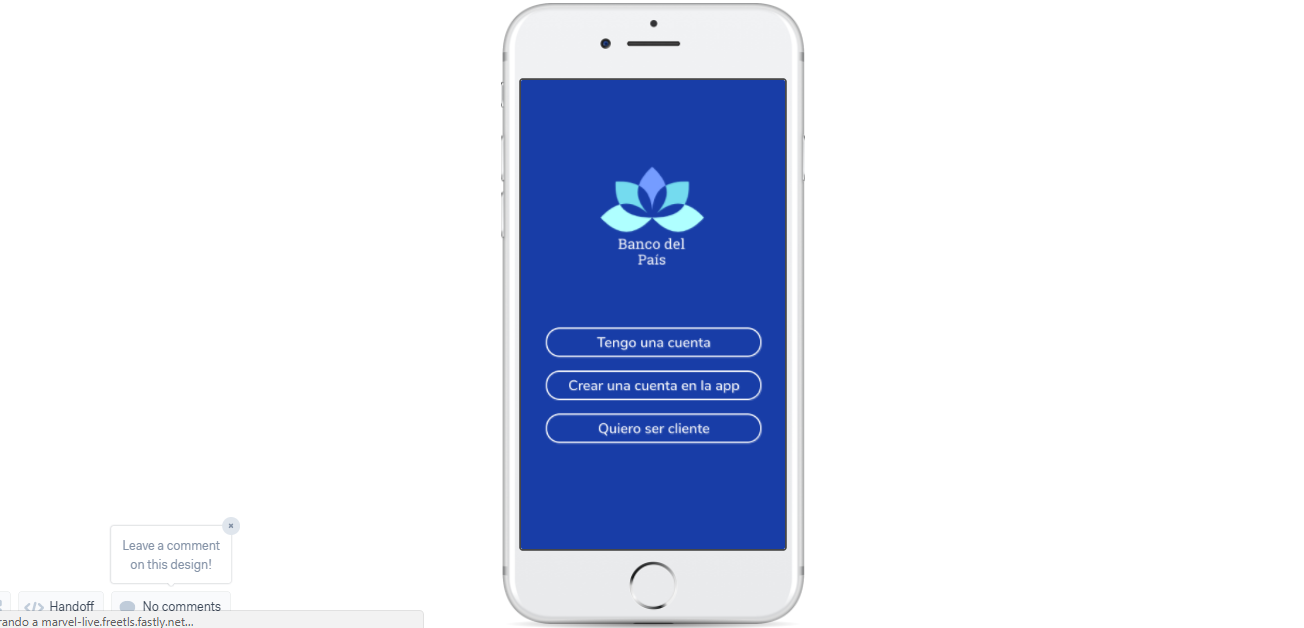 Banco del
País
Tengo una cuenta
Crear una cuenta en la app
Quiero ser cliente
Leave a comment
on this design!
</> Handoff
No comments
rando a marvel-live.freetls.fastly.net...